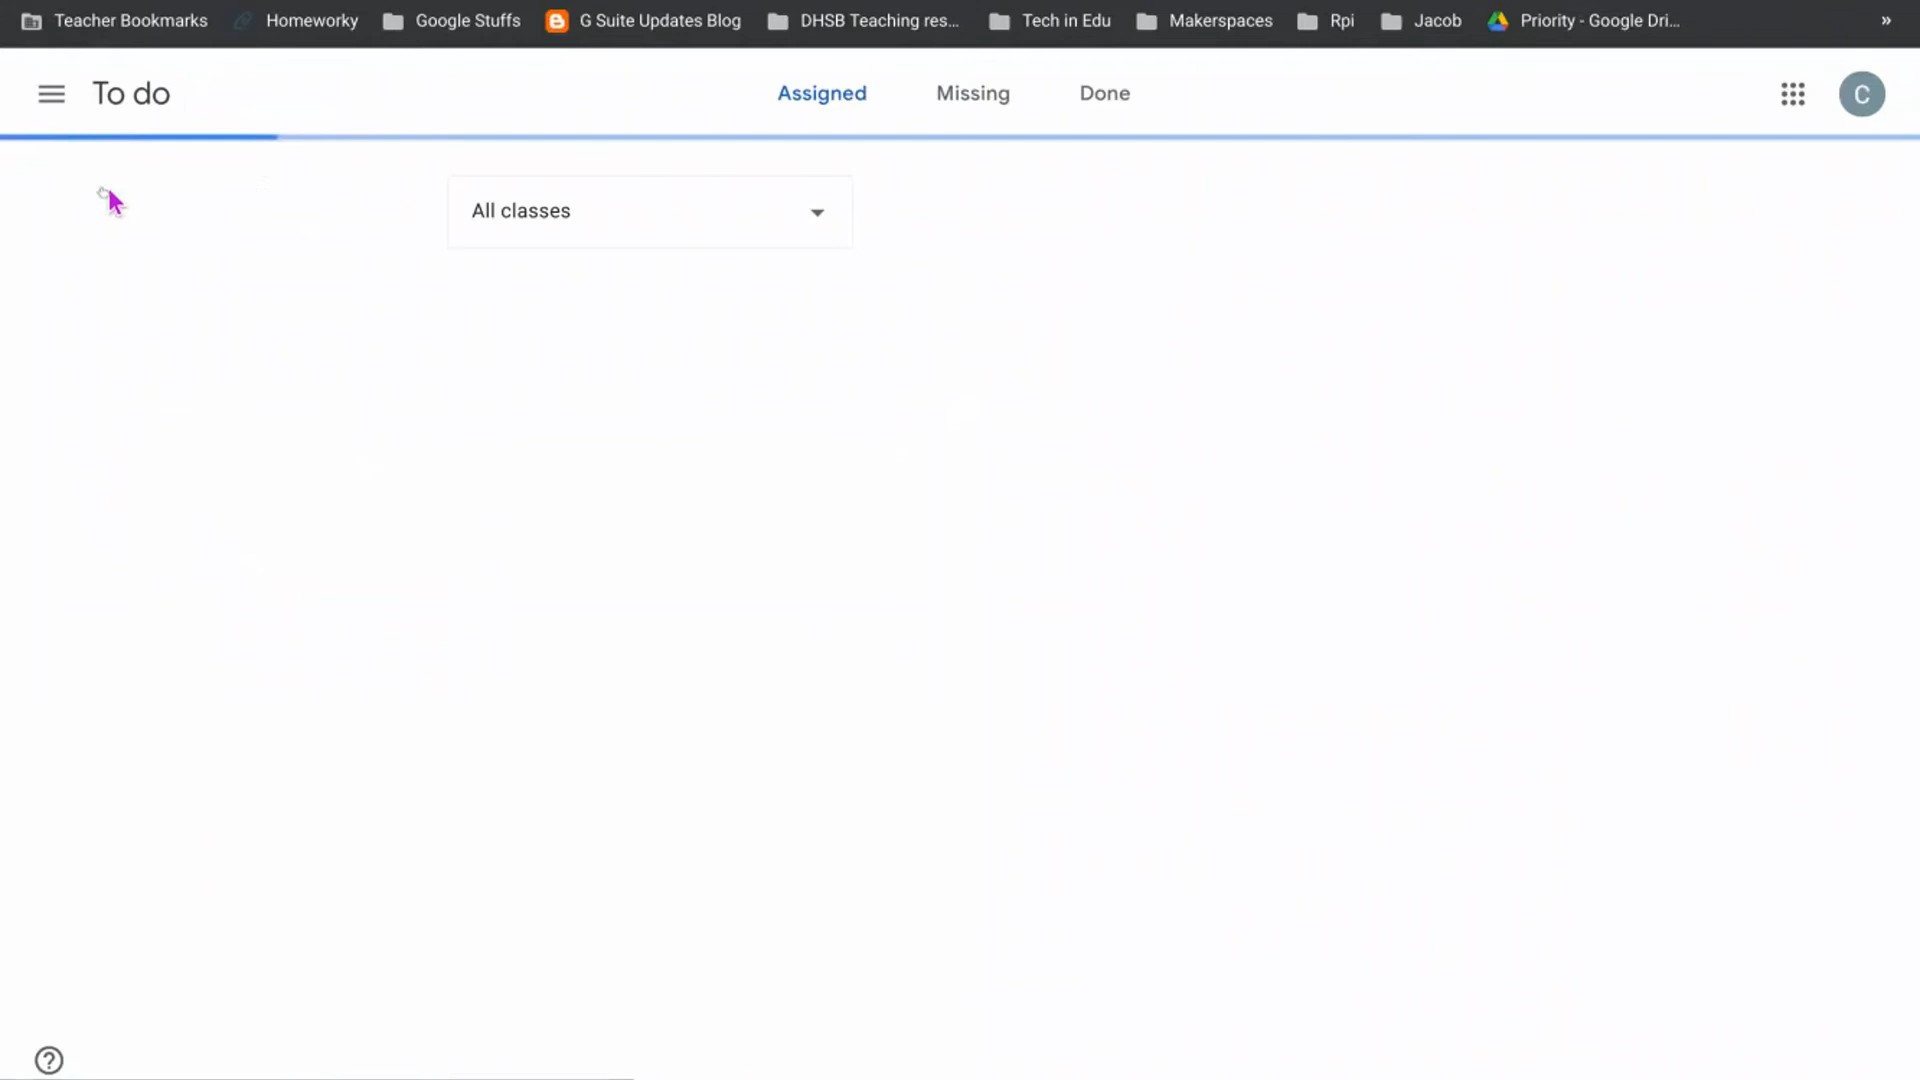 Teacher Bookmarks Homeworky Google Stuffs G Suite Updates Blog DHSB Teaching res... Tech in Edu Makerspaces Rpi Jacob Priority - Google Dri... »
To do Assigned Missing Done C
All classes